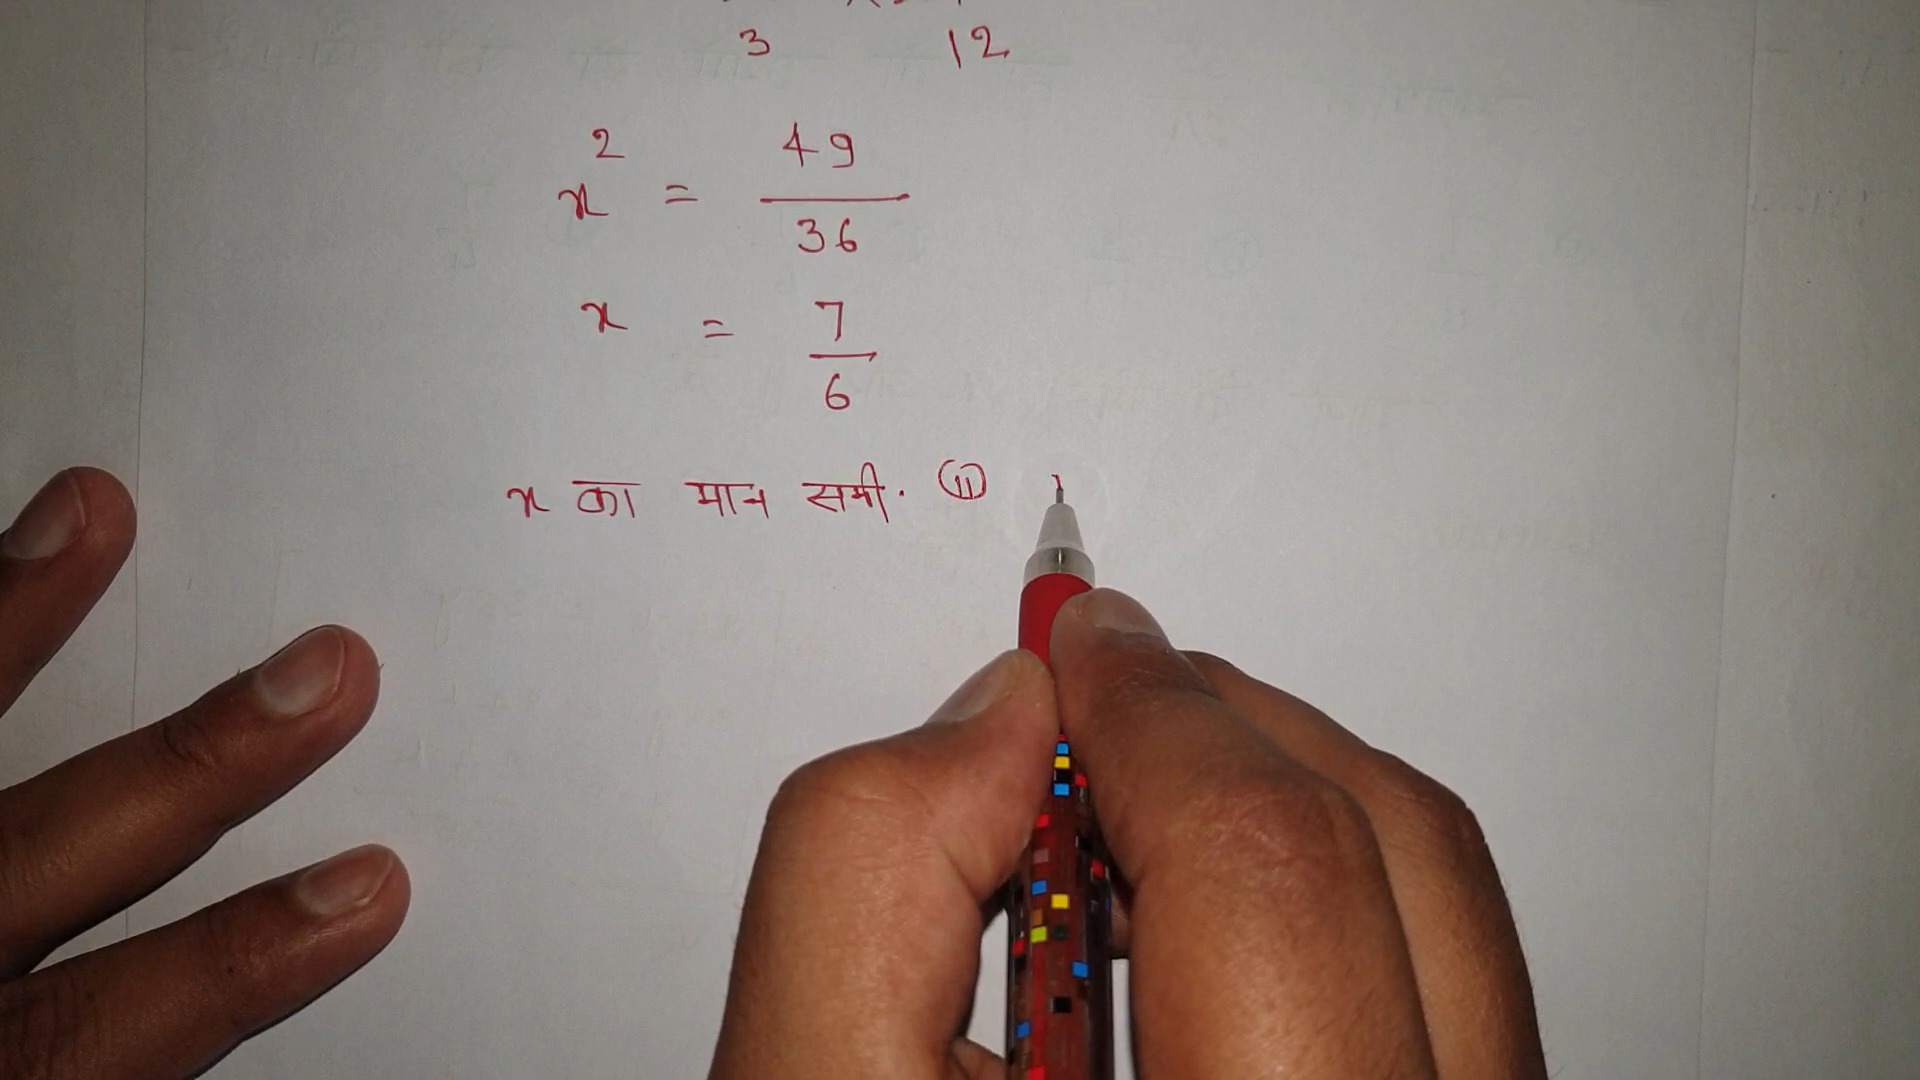 3 12
x² = 49/36
x = 7/6
x का मान समी. (ii)